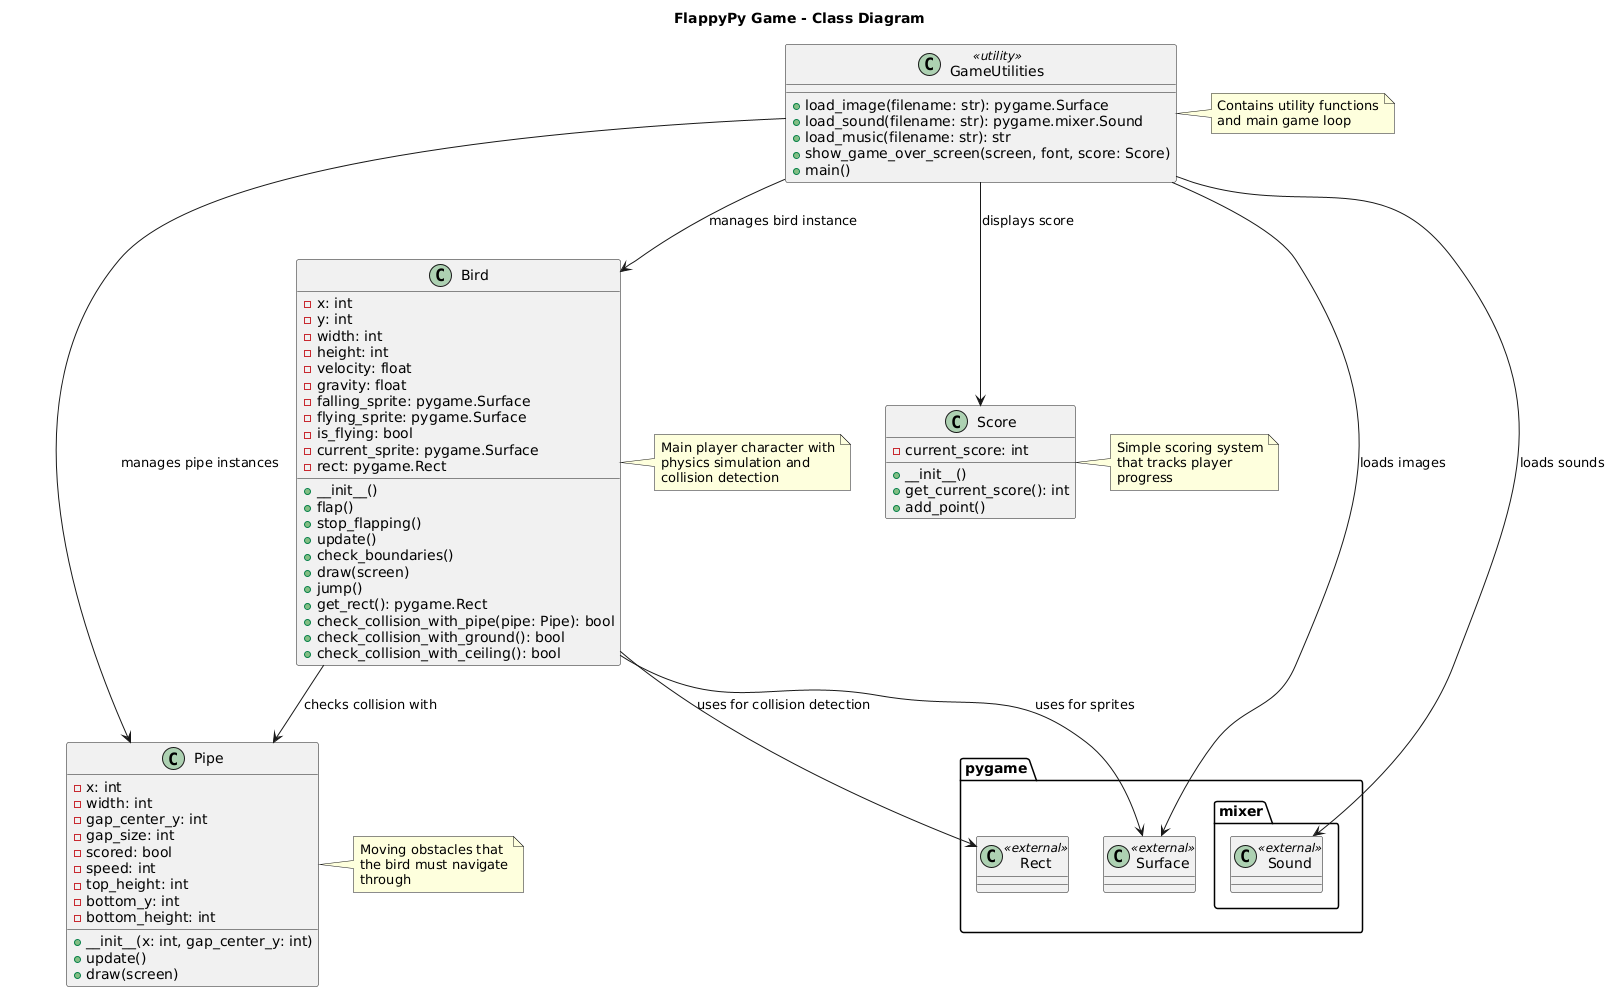 FlappyPy Game - Class Diagram
«utility»
GameUtilities
load_image(filename: str): pygame.Surface
load_sound(filename: str): pygame.mixer.Sound
load_music(filename: str): str
show_game_over_screen(screen, font, score: Score)
main()
Contains utility functions
and main game loop
manages bird instance
displays score
Bird
x: int
y: int
width: int
height: int
velocity: float
gravity: float
falling_sprite: pygame.Surface
flying_sprite: pygame.Surface
is_flying: bool
current_sprite: pygame.Surface
rect: pygame.Rect
__init__()
flap()
stop_flapping()
update()
check_boundaries()
draw(screen)
jump()
get_rect(): pygame.Rect
check_collision_with_pipe(pipe: Pipe): bool
check_collision_with_ground(): bool
check_collision_with_ceiling(): bool
Main player character with
physics simulation and
collision detection
Score
current_score: int
__init__()
get_current_score(): int
add_point()
Simple scoring system
that tracks player
progress
manages pipe instances
loads images
loads sounds
checks collision with
uses for collision detection
uses for sprites
Pipe
x: int
width: int
gap_center_y: int
gap_size: int
scored: bool
speed: int
top_height: int
bottom_y: int
bottom_height: int
__init__(x: int, gap_center_y: int)
update()
draw(screen)
Moving obstacles that
the bird must navigate
through
pygame
«external»
Rect
«external»
Surface
mixer
«external»
Sound